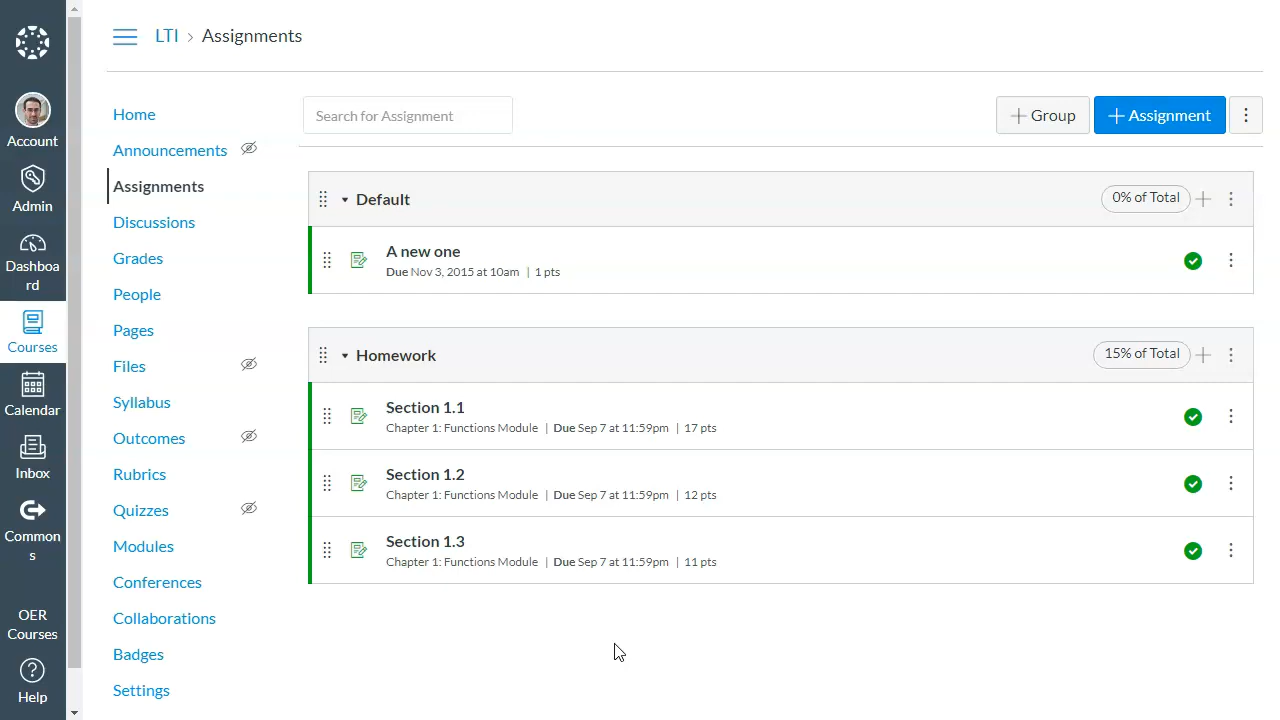 LTI > Assignments
Account
Admin
Dashboa
rd
Courses
Calendar
Inbox
Common
s
OER
Courses
Help
Home
Announcements
Assignments
Discussions
Grades
People
Pages
Files
Syllabus
Outcomes
Rubrics
Quizzes
Modules
Conferences
Collaborations
Badges
Settings
Search for Assignment
+ Group
+ Assignment
Default
0% of Total
A new one
Due Nov 3, 2015 at 10am | 1 pts
Homework
15% of Total
Section 1.1
Chapter 1: Functions Module | Due Sep 7 at 11:59pm | 17 pts
Section 1.2
Chapter 1: Functions Module | Due Sep 7 at 11:59pm | 12 pts
Section 1.3
Chapter 1: Functions Module | Due Sep 7 at 11:59pm | 11 pts